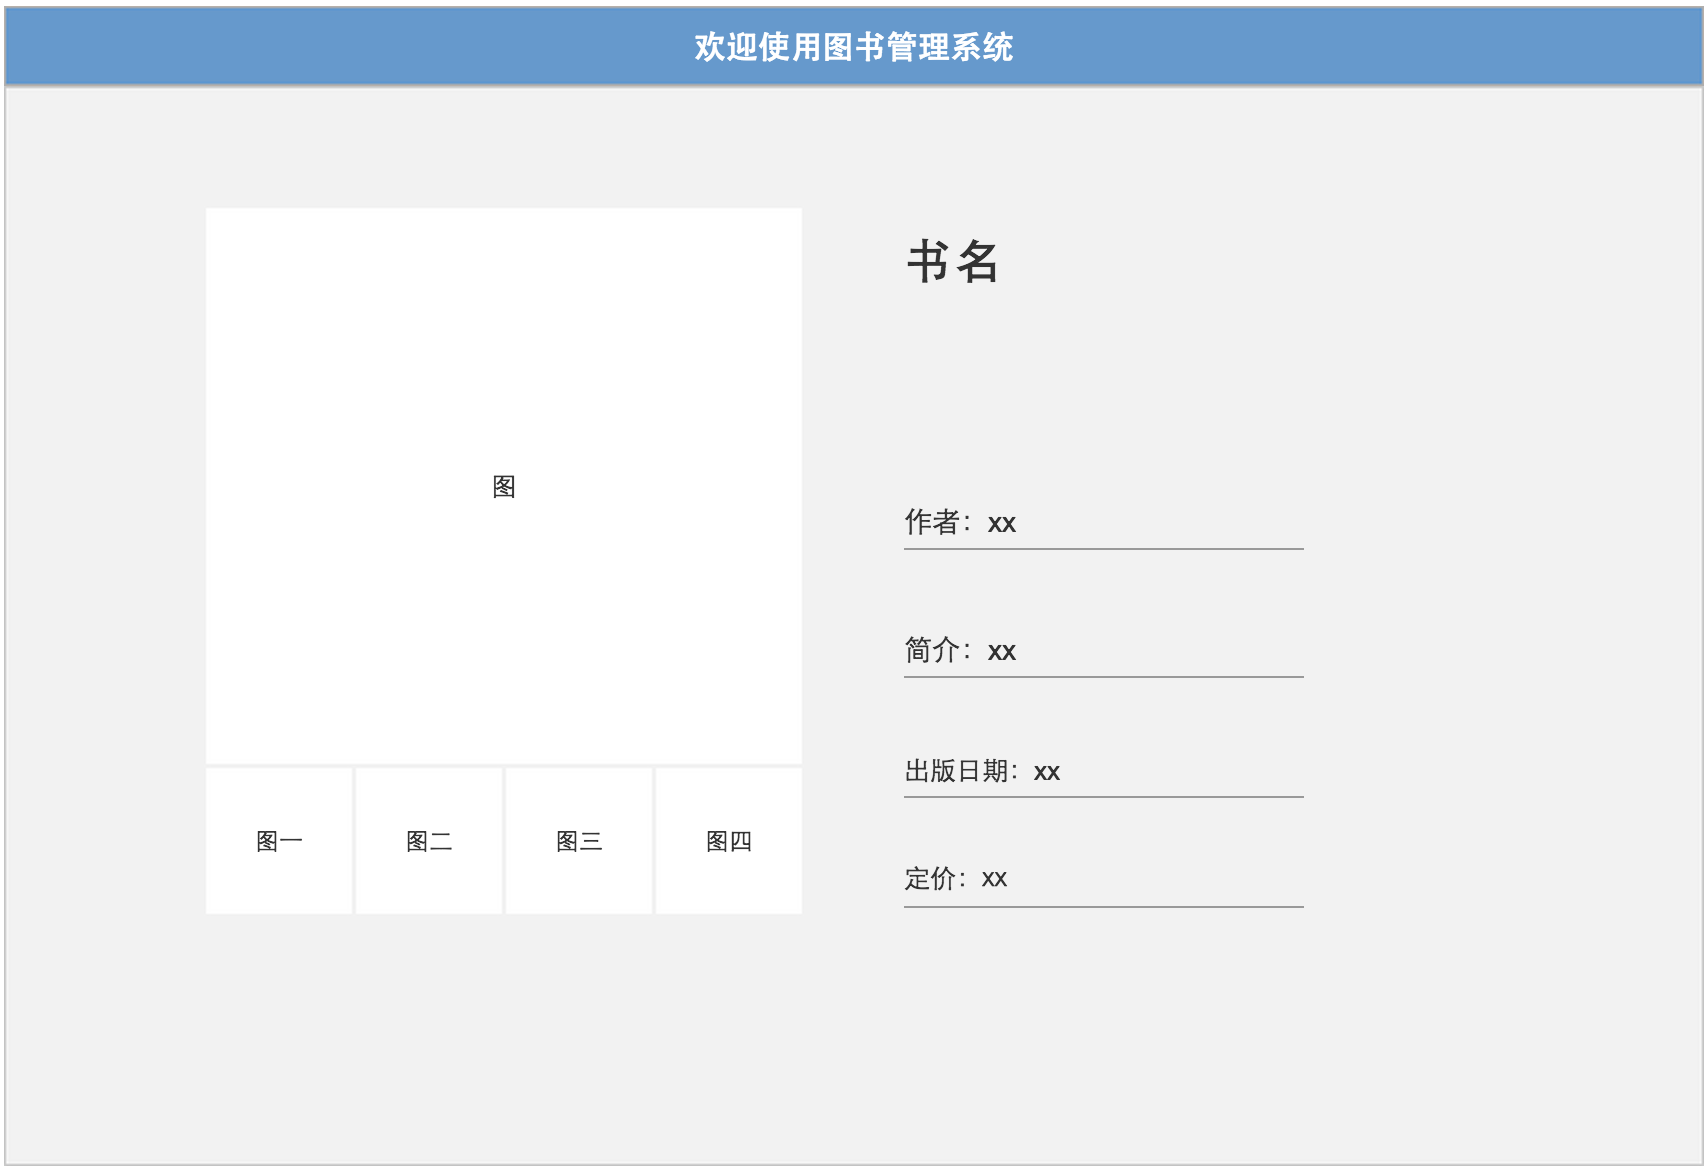 欢迎使用图书管理系统
图
图一
图二
图三
图四
书名
作者：xx
简介：xx
出版日期：xx
定价：xx